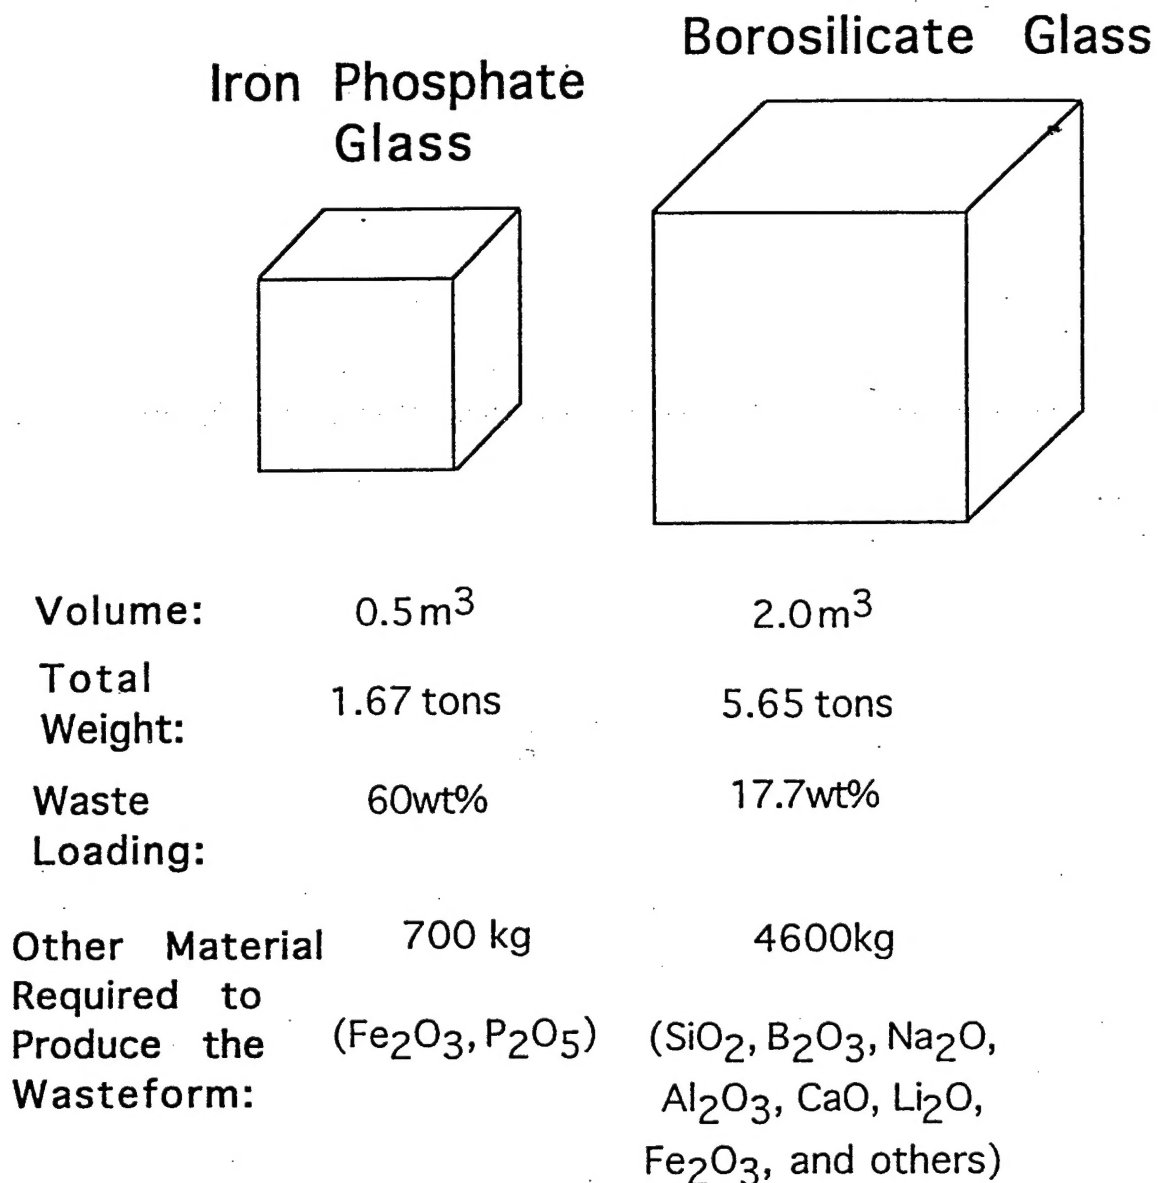 Borosilicate Glass
Iron Phosphate
Glass
Volume: 0.5m³ 2.0m³
Total
Weight: 1.67 tons 5.65 tons
Waste
Loading: 60wt% 17.7wt%
Other Material
Required to
Produce the
Wasteform:
700 kg
(Fe₂O₃, P₂O₅)
4600kg
(SiO₂, B₂O₃, Na₂O,
Al₂O₃, CaO, Li₂O,
Fe₂O₃, and others)